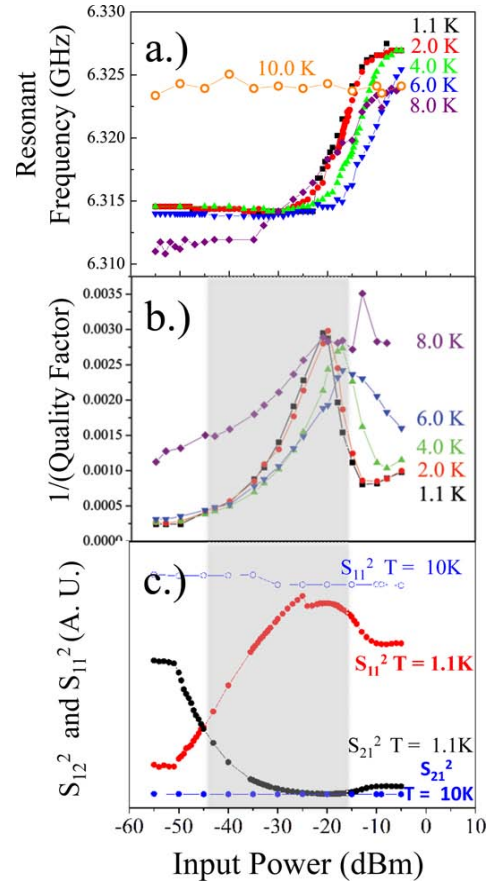 a.)
Resonant
Frequency (GHz)
6.330
6.325
6.320
6.315
6.310
10.0 K
1.1 K
2.0 K
4.0 K
6.0 K
8.0 K
b.)
1/(Quality Factor)
0.0035
0.0030
0.0025
0.0020
0.0015
0.0010
0.0005
0.0000
8.0 K
6.0 K
4.0 K
2.0 K
1.1 K
c.)
S₁₂² and S₁₁² (A. U.)
S₁₁² T = 10K
S₁₁² T = 1.1K
S₂₁² T = 1.1K
S₂₁²
T = 10K
-60 -50 -40 -30 -20 -10 0 10
Input Power (dBm)